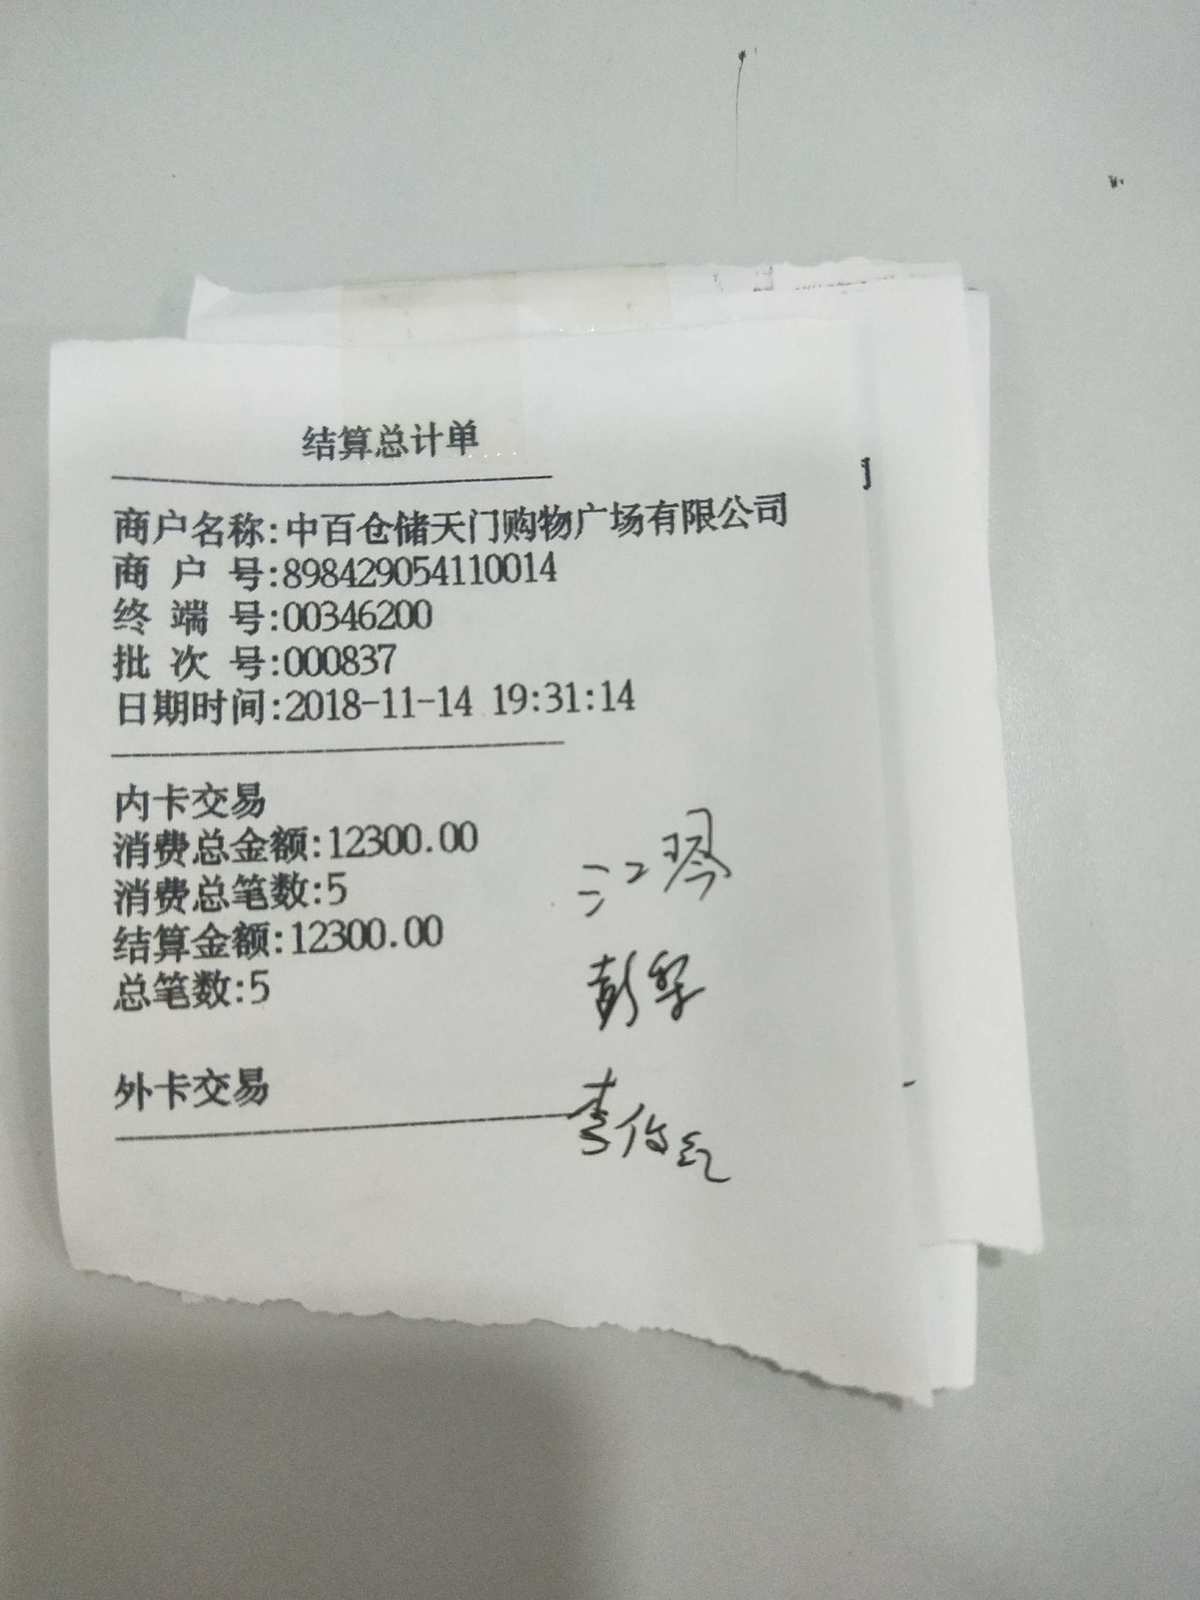 结算总计单
商户名称:中百仓储天门购物广场有限公司
商 户 号:898429054110014
终 端 号:00346200
批 次 号:000837
日期时间:2018-11-14 19:31:14
内卡交易
消费总金额:12300.00
江琴
消费总笔数:5
结算金额:12300.00
彭
总笔数:5
外卡交易
李